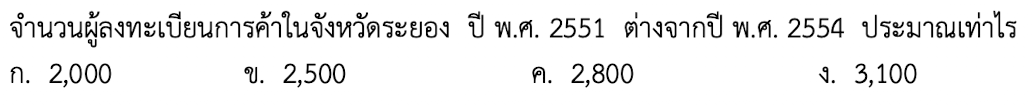 จำนวนผู้ลงทะเบียนการค้าในจังหวัดระยอง ปี พ.ศ. 2551 ต่างจากปี พ.ศ. 2554 ประมาณเท่าไร
ก. 2,000 ข. 2,500 ค. 2,800 ง. 3,100